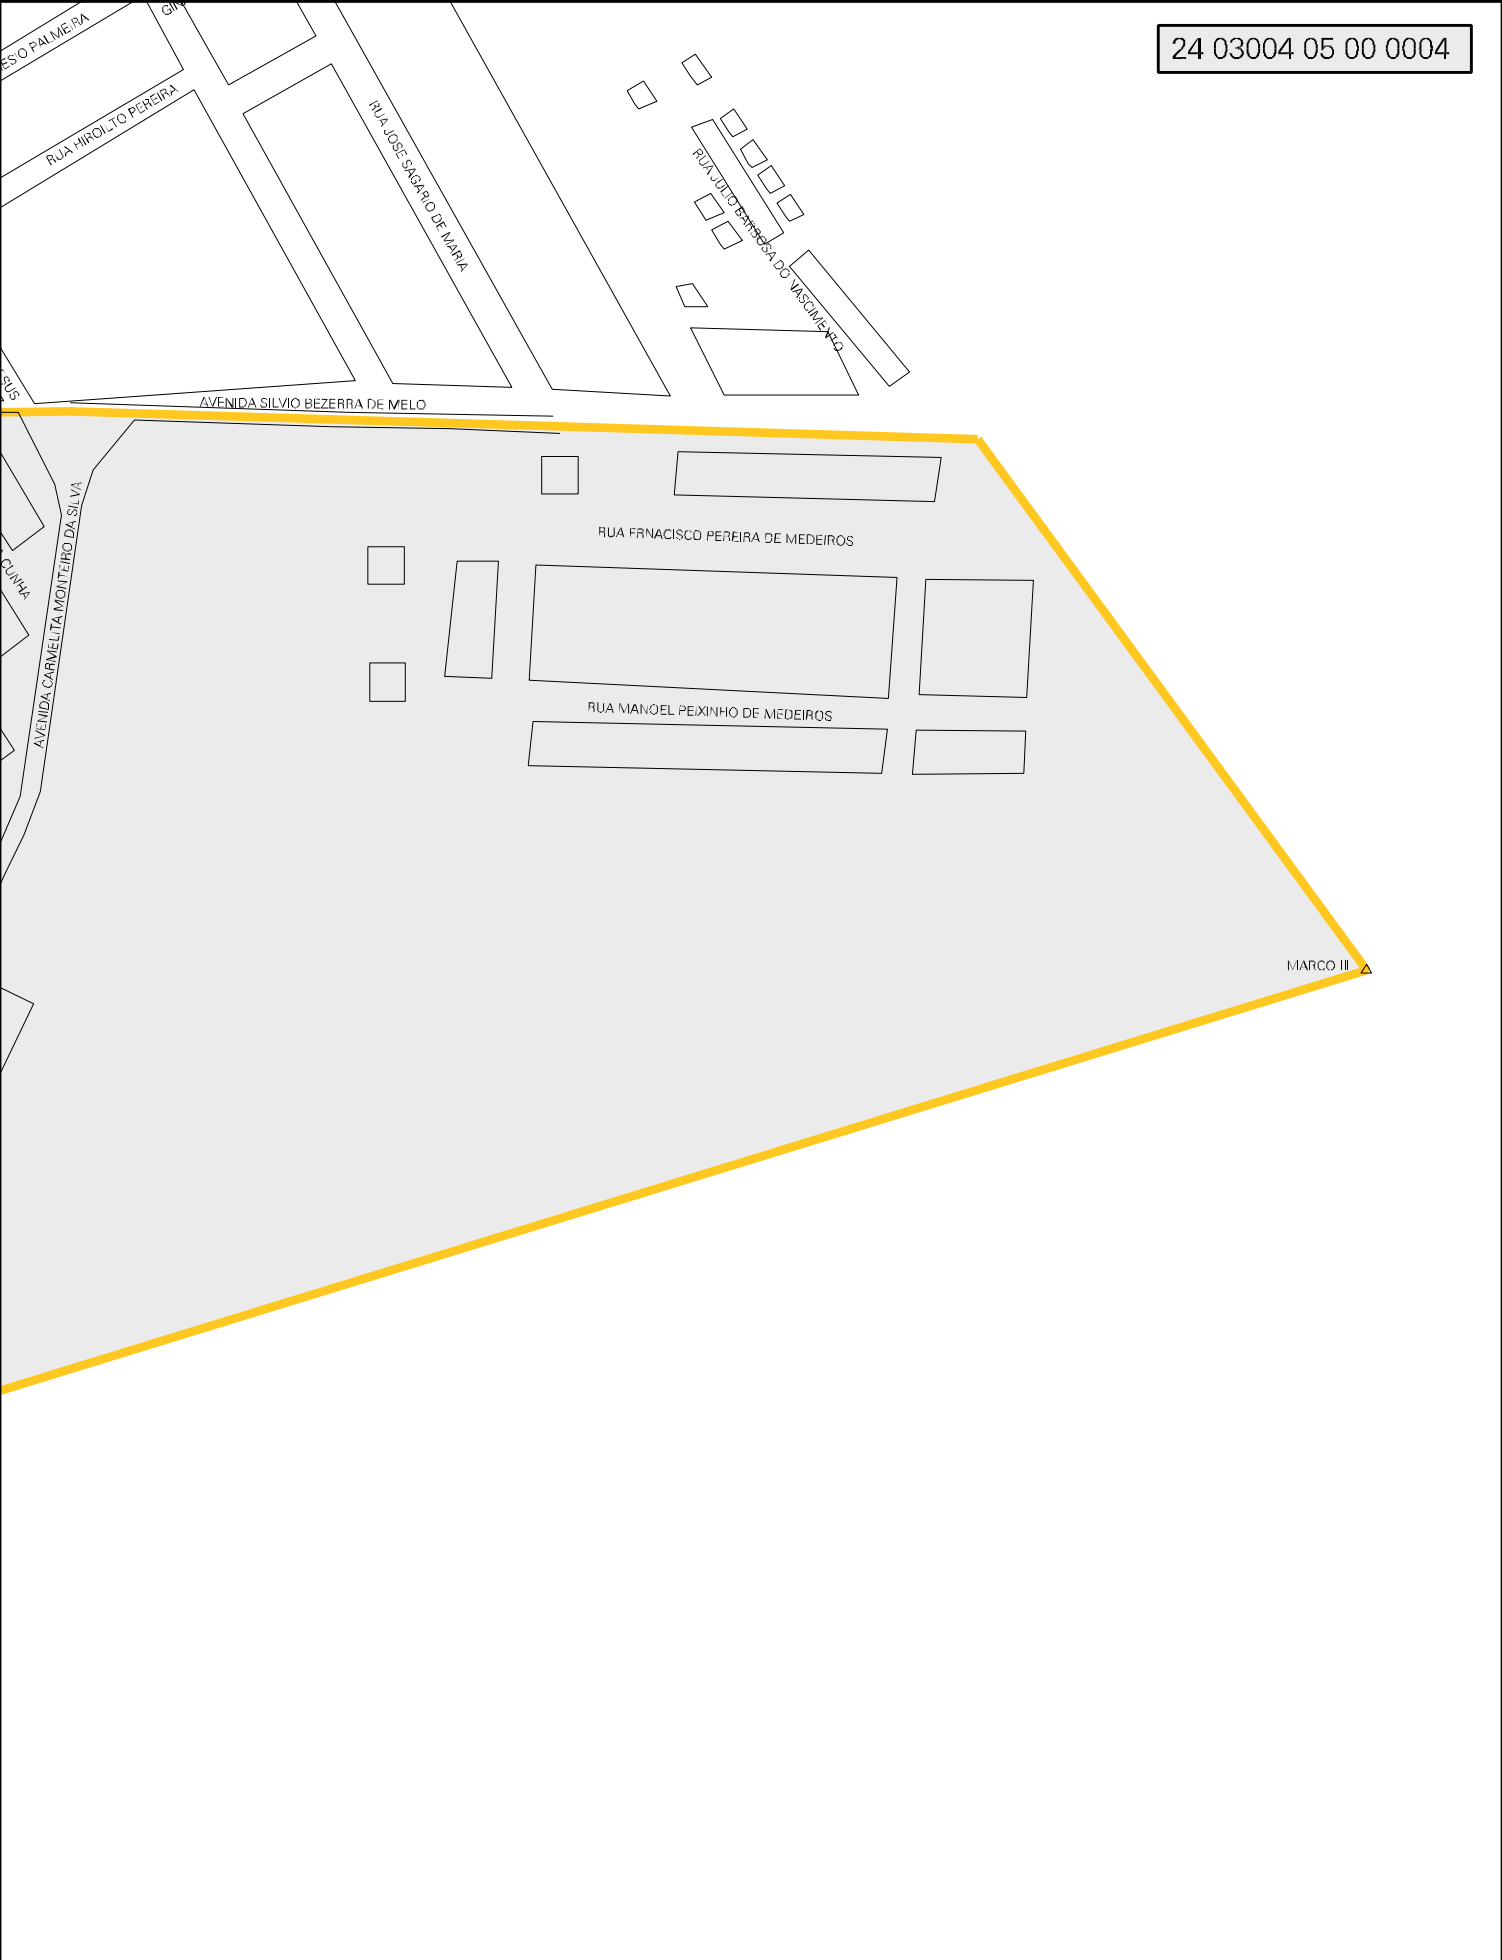 24 03004 05 00 0004
ESIO PALMEIRA
RUA HIROILTO PEREIRA
RUA JOSE SAGARIO DE MARIA
RUA JULIO BARBOSA DO VASCIMENTO
SUS
AVENIDA SILVIO BEZERRA DE MELO
RUA FRNACISCO PEREIRA DE MEDEIROS
CUNHA
AVENIDA CARMELITA MONTEIRO DA SILVA
RUA MANOEL PEIXINHO DE MEDEIROS
MARCO III